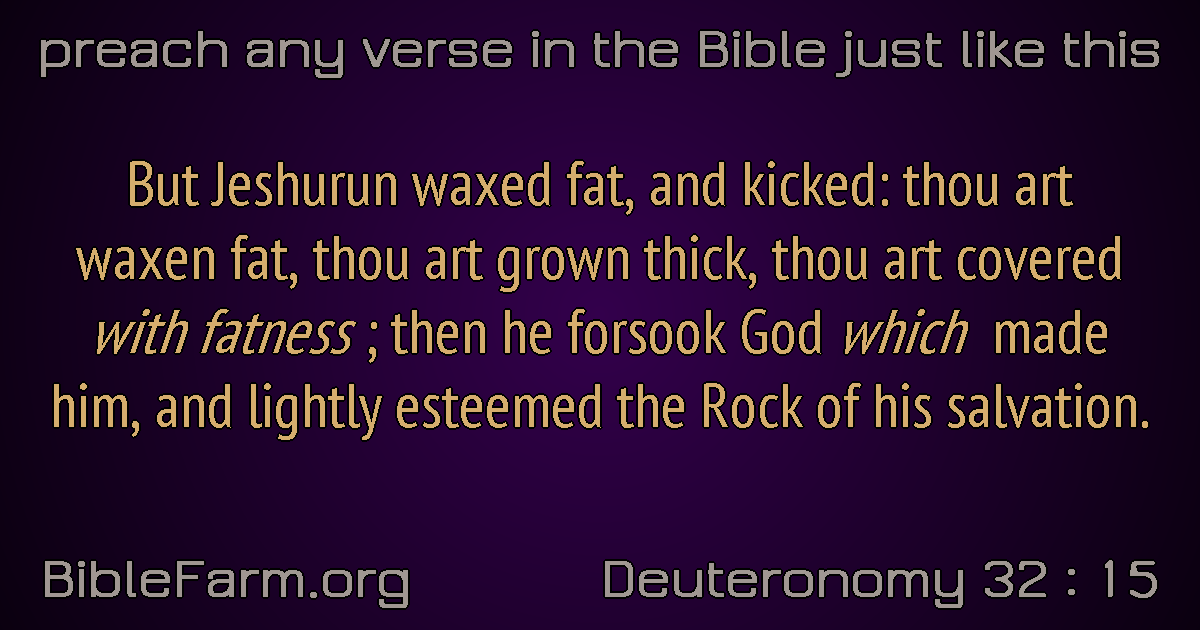 preach any verse in the Bible just like this
But Jeshurun waxed fat, and kicked: thou art
waxen fat, thou art grown thick, thou art covered
with fatness ; then he forsook God which made
him, and lightly esteemed the Rock of his salvation.
BibleFarm.org
Deuteronomy 32 : 15